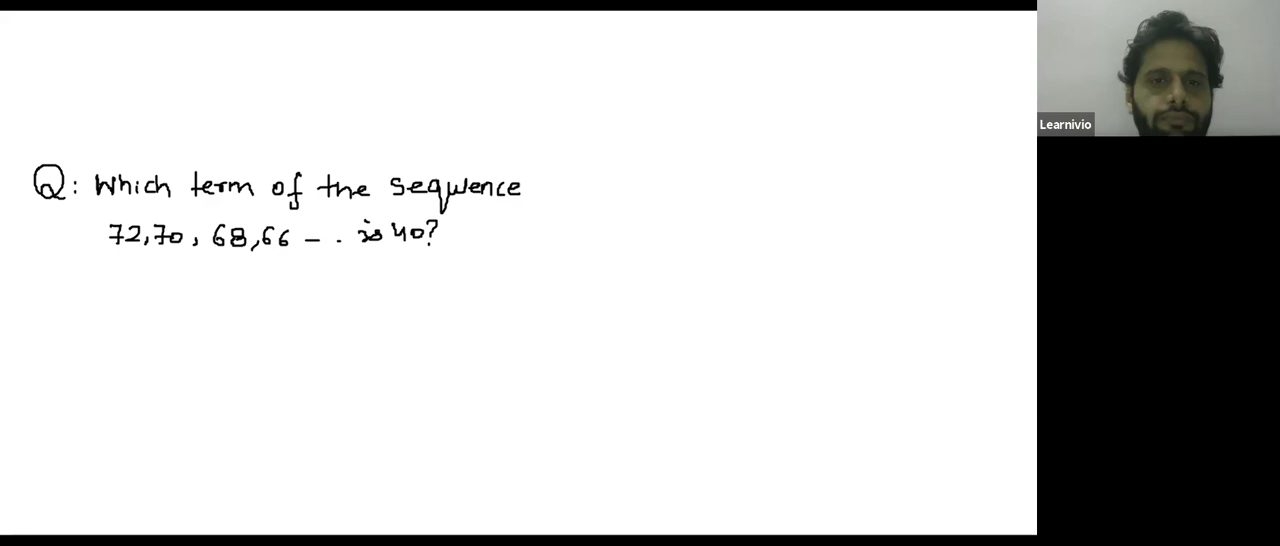 Q: Which term of the sequence
72,70, 68,66 - . is 40?
Learnivio